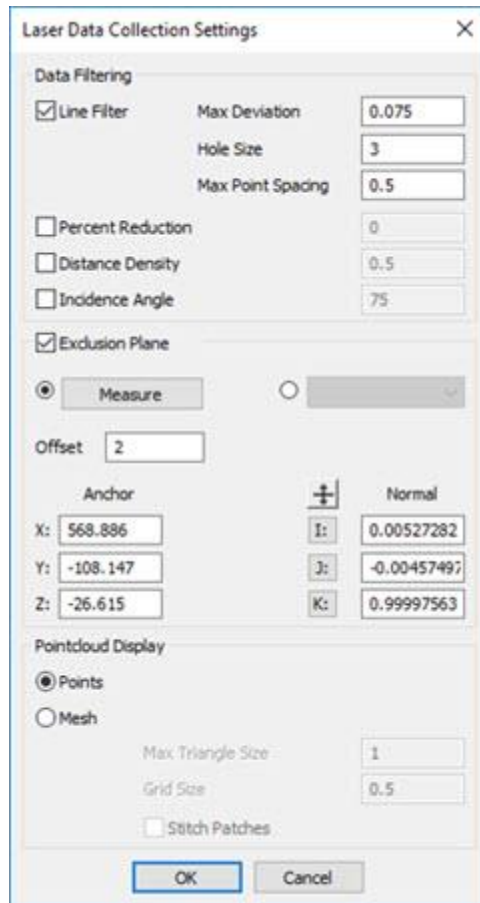 Laser Data Collection Settings
Data Filtering
Line Filter Max Deviation 0.075
Hole Size 3
Max Point Spacing 0.5
Percent Reduction 0
Distance Density 0.5
Incidence Angle 75
Exclusion Plane
Measure
Offset 2
Anchor Normal
X: 568.886 I: 0.00527282
Y: -108.147 J: -0.00457497
Z: -26.615 K: 0.99997563
Pointcloud Display
Points
Mesh
Max Triangle Size 1
Grid Size 0.5
Stitch Patches
OK Cancel